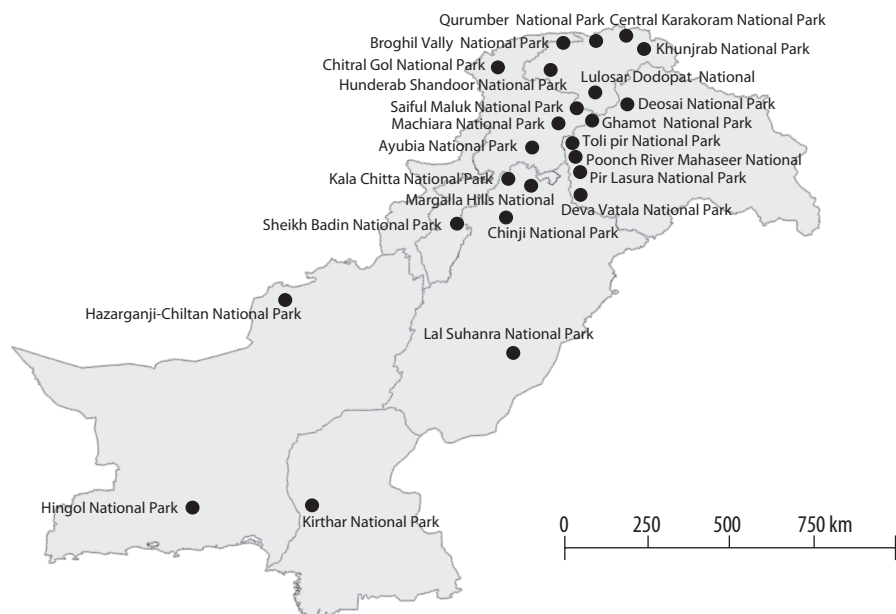 Qurumber National Park Central Karakoram National Park
Broghil Vally National Park
Khunjrab National Park
Chitral Gol National Park
Hunderab Shandoor National Park
Lulosar Dodopat National
Saiful Maluk National Park
Deosai National Park
Machiara National Park
Ghamot National Park
Ayubia National Park
Toli pir National Park
Poonch River Mahaseer National
Kala Chitta National Park
Pir Lasura National Park
Margalla Hills National
Deva Vatala National Park
Sheikh Badin National Park
Chinji National Park
Hazarganji-Chiltan National Park
Lal Suhanra National Park
Hingol National Park
Kirthar National Park
0 250 500 750 km